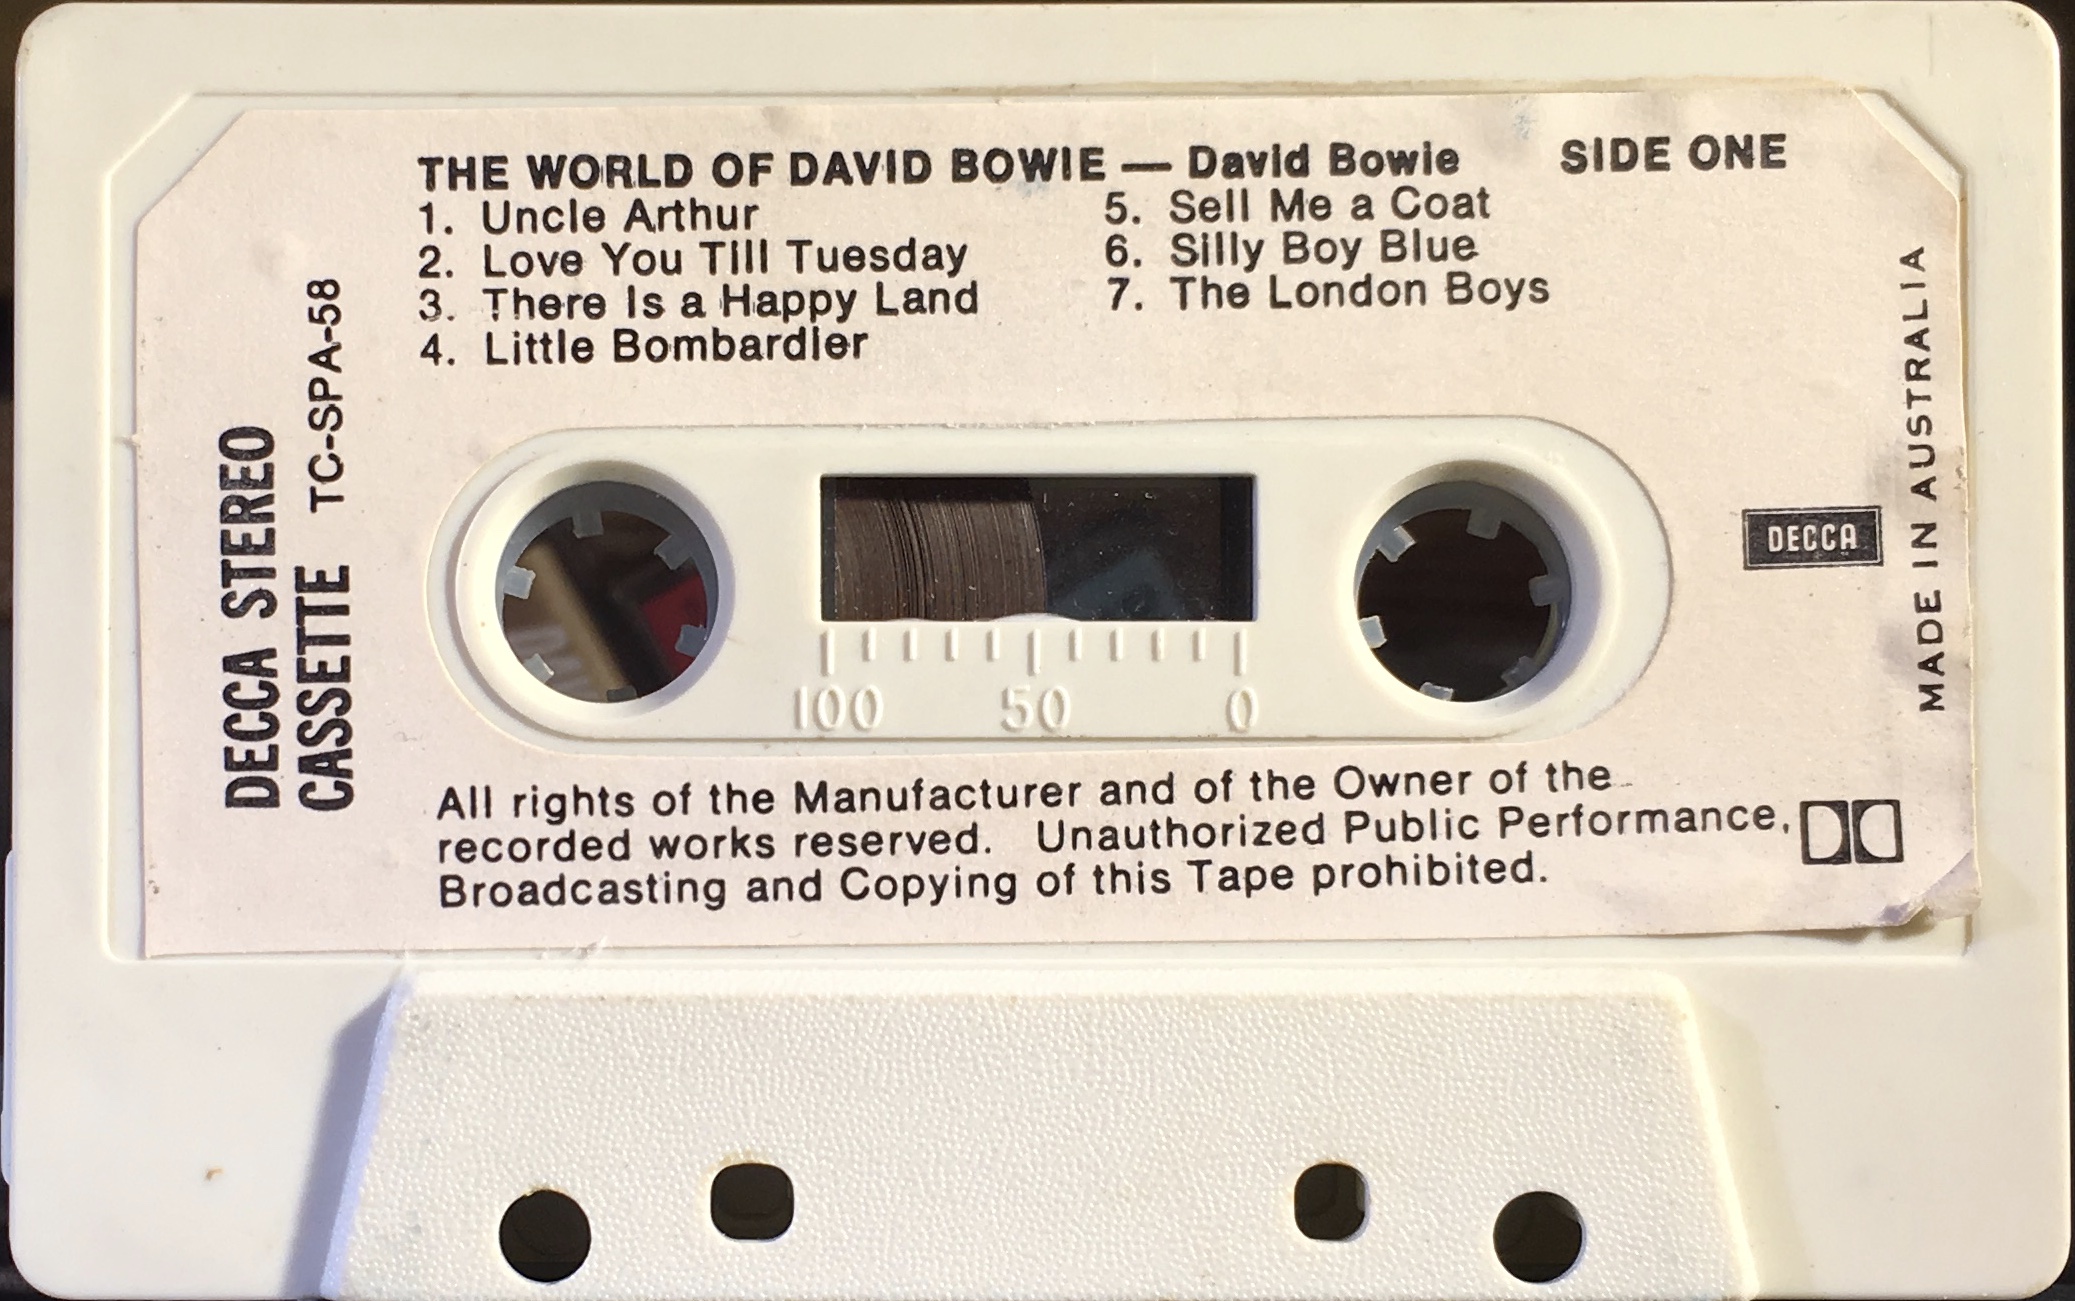 THE WORLD OF DAVID BOWIE — David Bowie SIDE ONE
1. Uncle Arthur
2. Love You Till Tuesday
3. There Is a Happy Land
4. Little Bombardier
5. Sell Me a Coat
6. Silly Boy Blue
7. The London Boys
DECCA STEREO
CASSETTE TC-SPA-58
DECCA
MADE IN AUSTRALIA
100 50 0
All rights of the Manufacturer and of the Owner of the
recorded works reserved. Unauthorized Public Performance,
Broadcasting and Copying of this Tape prohibited.